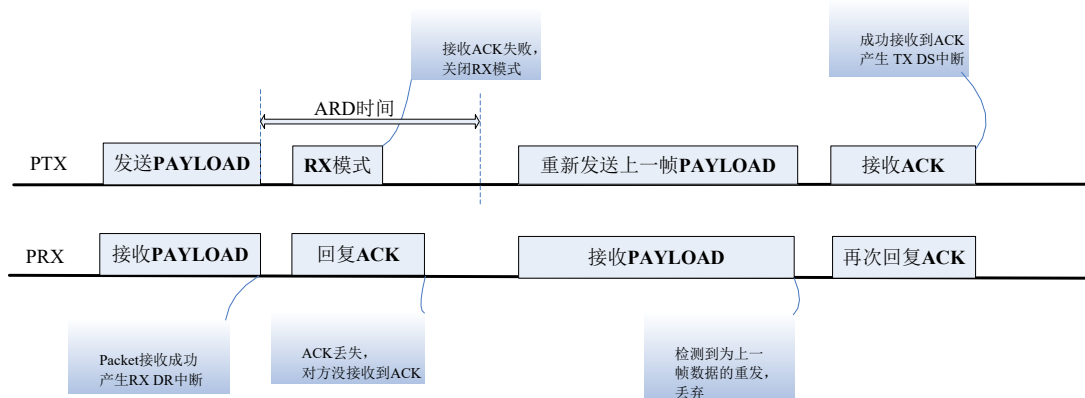 接收ACK失败，
关闭RX模式
成功接收到ACK
产生 TX DS中断
ARD时间
PTX
发送PAYLOAD
RX模式
重新发送上一帧PAYLOAD
接收ACK
PRX
接收PAYLOAD
回复ACK
接收PAYLOAD
再次回复ACK
Packet接收成功
产生RX DR中断
ACK丢失，
对方没接收到ACK
检测到为上一
帧数据的重发，
丢弃